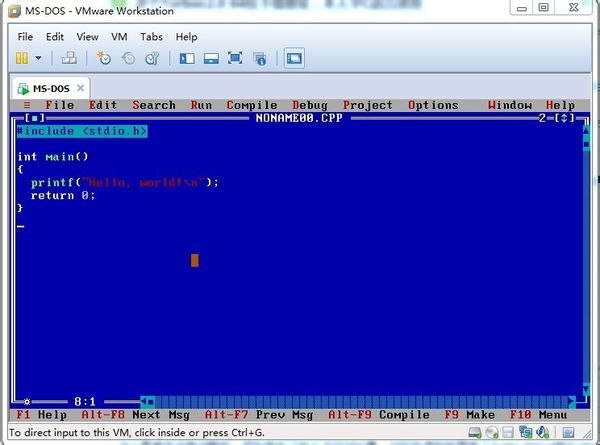 MS-DOS - VMware Workstation
File Edit View VM Tabs Help
MS-DOS
≡ File Edit Search Run Compile Debug Project Options Window Help
[■] NONAME00.CPP 2=[↕]
#include <stdio.h>
int main()
{
printf("Hello, world!\n");
return 0;
}
8:1
F1 Help Alt-F8 Next Msg Alt-F7 Prev Msg Alt-F9 Compile F9 Make F10 Menu
To direct input to this VM, click inside or press Ctrl+G.